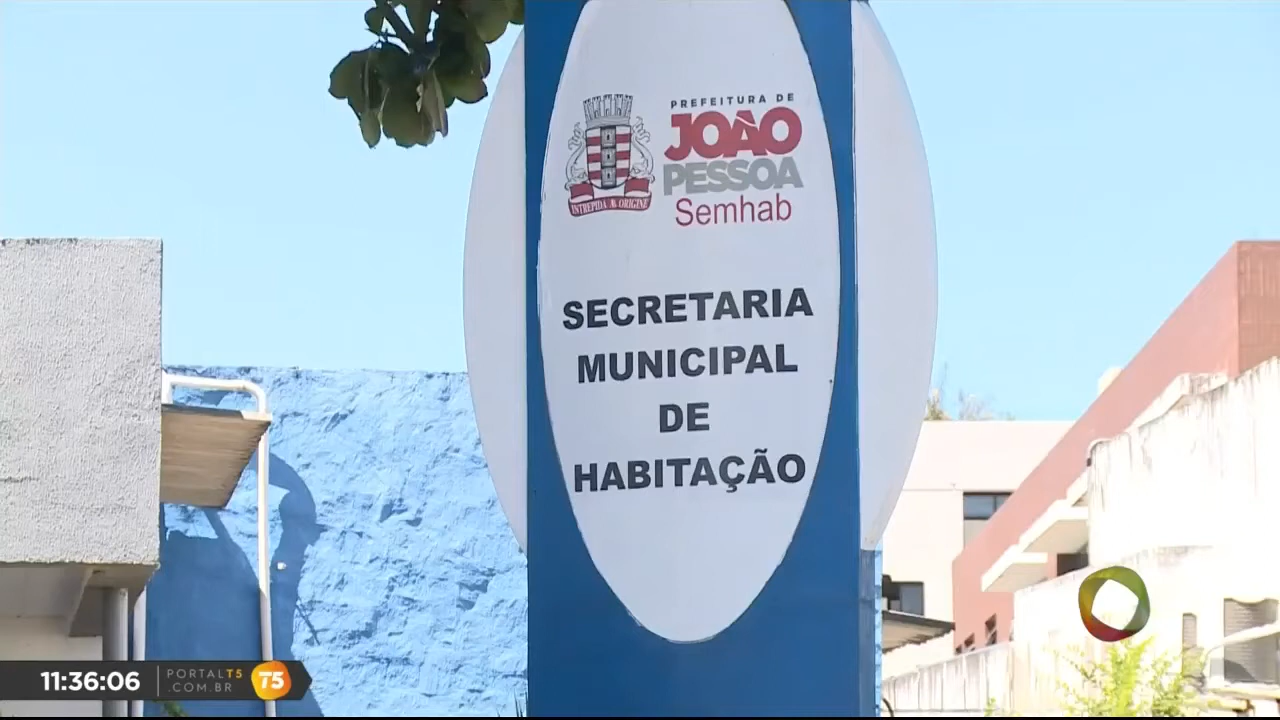 PREFEITURA DE
JOÃO
PESSOA
Semhab
INTREPIDA AB ORIGINE
SECRETARIA
MUNICIPAL
DE
HABITAÇÃO
11:36:06
PORTALT5
.COM.BR
T5